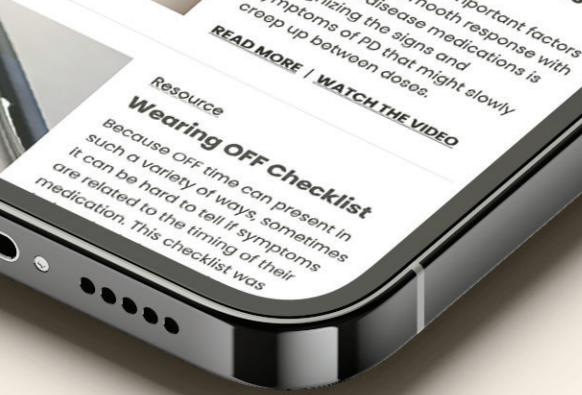 important factors
smooth response with
disease medications is
gnizing the signs and
ymptoms of PD that might slowly
creep up between doses.
READ MORE | WATCH THE VIDEO
Resource
Wearing OFF Checklist
Because OFF time can present in
such a variety of ways, sometimes
it can be hard to tell if symptoms
are related to the timing of their
medication. This checklist was